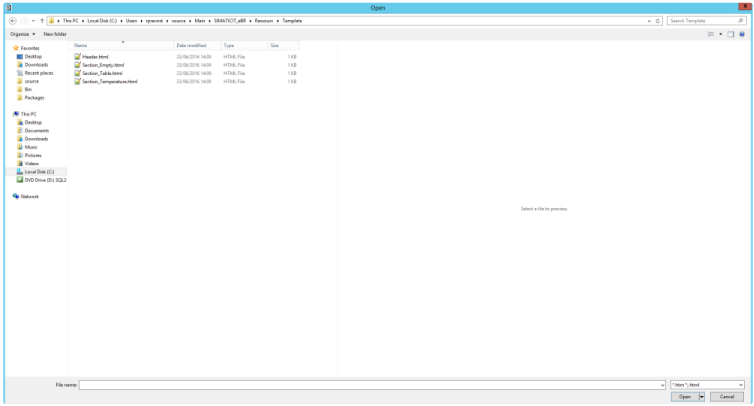 Open
This PC ▸ Local Disk (C:) ▸ Users ▸ rprevost ▸ source ▸ Main ▸ SIMATICIT_eBR ▸ Resource ▸ Template
Search Template
Organize ▾ New folder
Favorites
Desktop
Downloads
Recent places
source
Bin
Packages
This PC
Desktop
Documents
Downloads
Music
Pictures
Videos
Local Disk (C:)
DVD Drive (D:) SQL2
Network
Name Date modified Type Size
Header.html 23/06/2016 14:09 HTML File 1 KB
Section_Empty.html 23/06/2016 14:09 HTML File 1 KB
Section_Table.html 23/06/2016 14:09 HTML File 1 KB
Section_Temperature.html 23/06/2016 14:09 HTML File 1 KB
Select a file to preview.
File name: *.htm *.html
Open Cancel